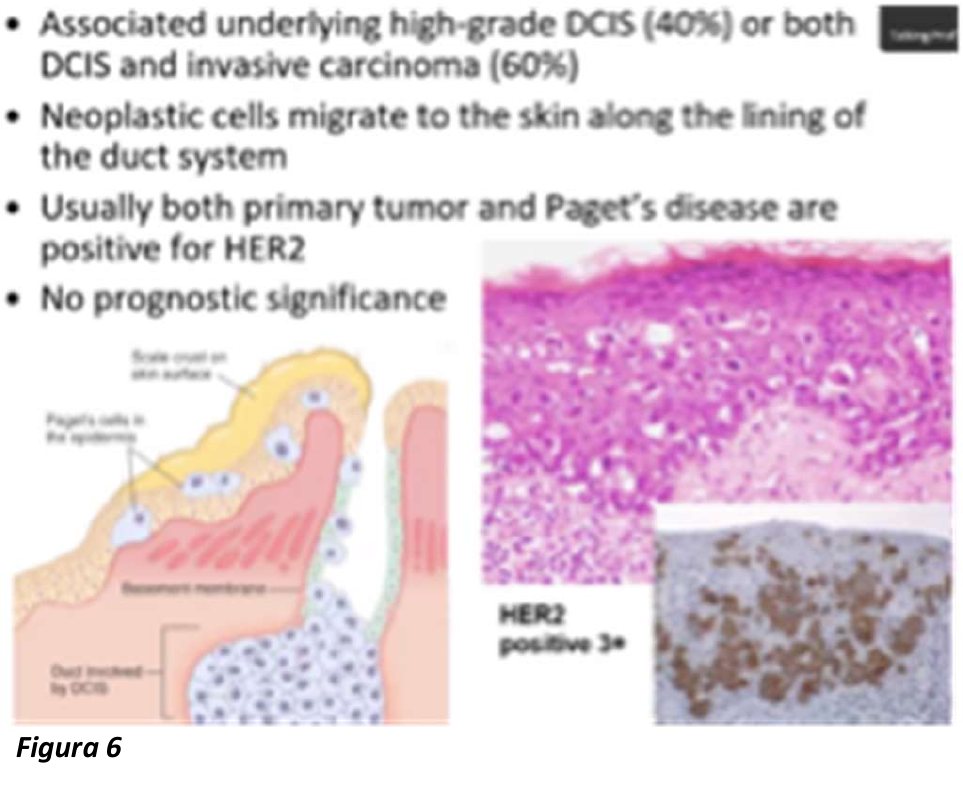 • Associated underlying high-grade DCIS (40%) or both
DCIS and invasive carcinoma (60%)
• Neoplastic cells migrate to the skin along the lining of
the duct system
• Usually both primary tumor and Paget's disease are
positive for HER2
• No prognostic significance
Scale crust on
skin surface
Paget's cells in
the epidermis
Basement membrane
Duct involved
by DCIS
HER2
positive 3+
Figura 6